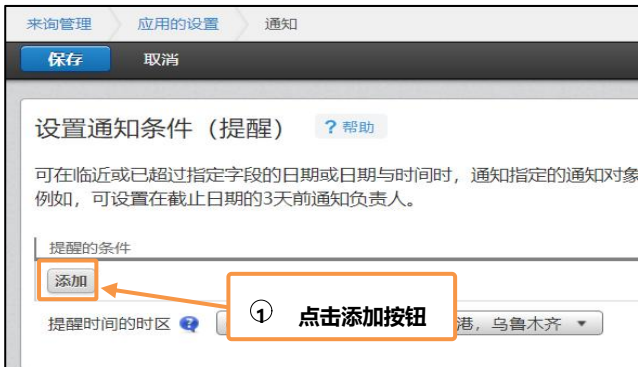 来询管理 应用的设置 通知
保存 取消
设置通知条件（提醒） ?帮助
可在临近或已超过指定字段的日期或日期与时间时，通知指定的通知对象
例如，可设置在截止日期的3天前通知负责人。
提醒的条件
添加
① 点击添加按钮
提醒时间的时区 ? 港，乌鲁木齐